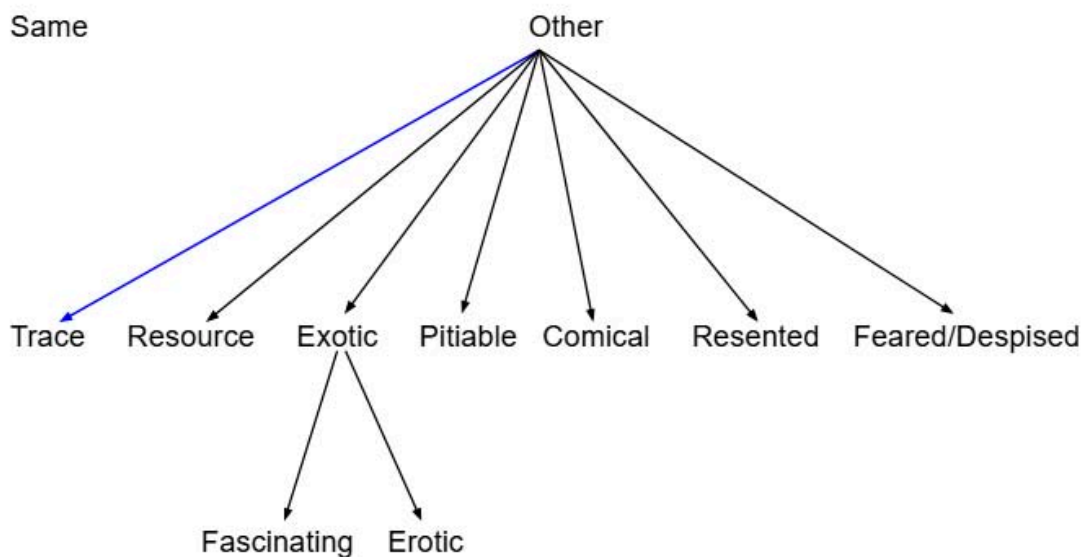 Same Other
Trace Resource Exotic Pitiable Comical Resented Feared/Despised
Fascinating Erotic